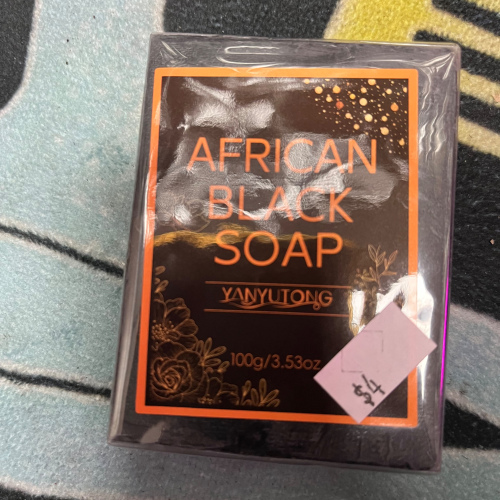 AFRICAN
BLACK
SOAP
YANYUTONG
100g/3.53oz
$4